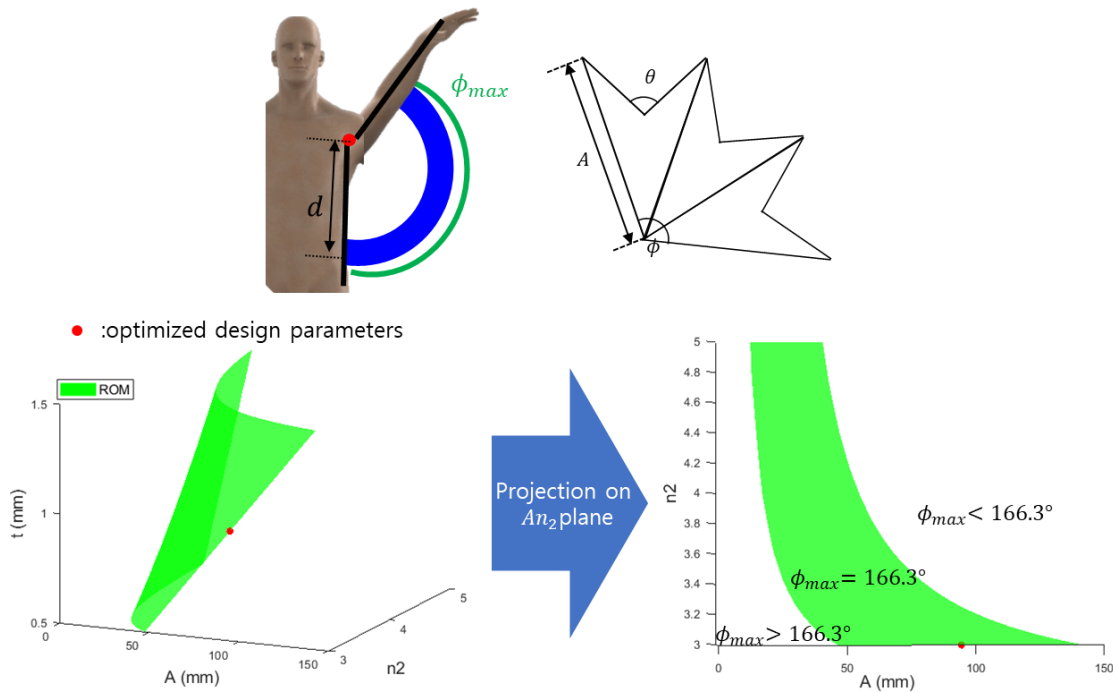 ϕmax
d
θ
A
ϕ
:optimized design parameters
ROM
1.5
1
0.5
t (mm)
0
50
100
150
A (mm)
3
4
5
n2
Projection on
An₂ plane
5
4.8
4.6
4.4
4.2
4
3.8
3.6
3.4
3.2
3
n2
ϕmax< 166.3°
ϕmax= 166.3°
ϕmax> 166.3°
0
50
100
150
A (mm)